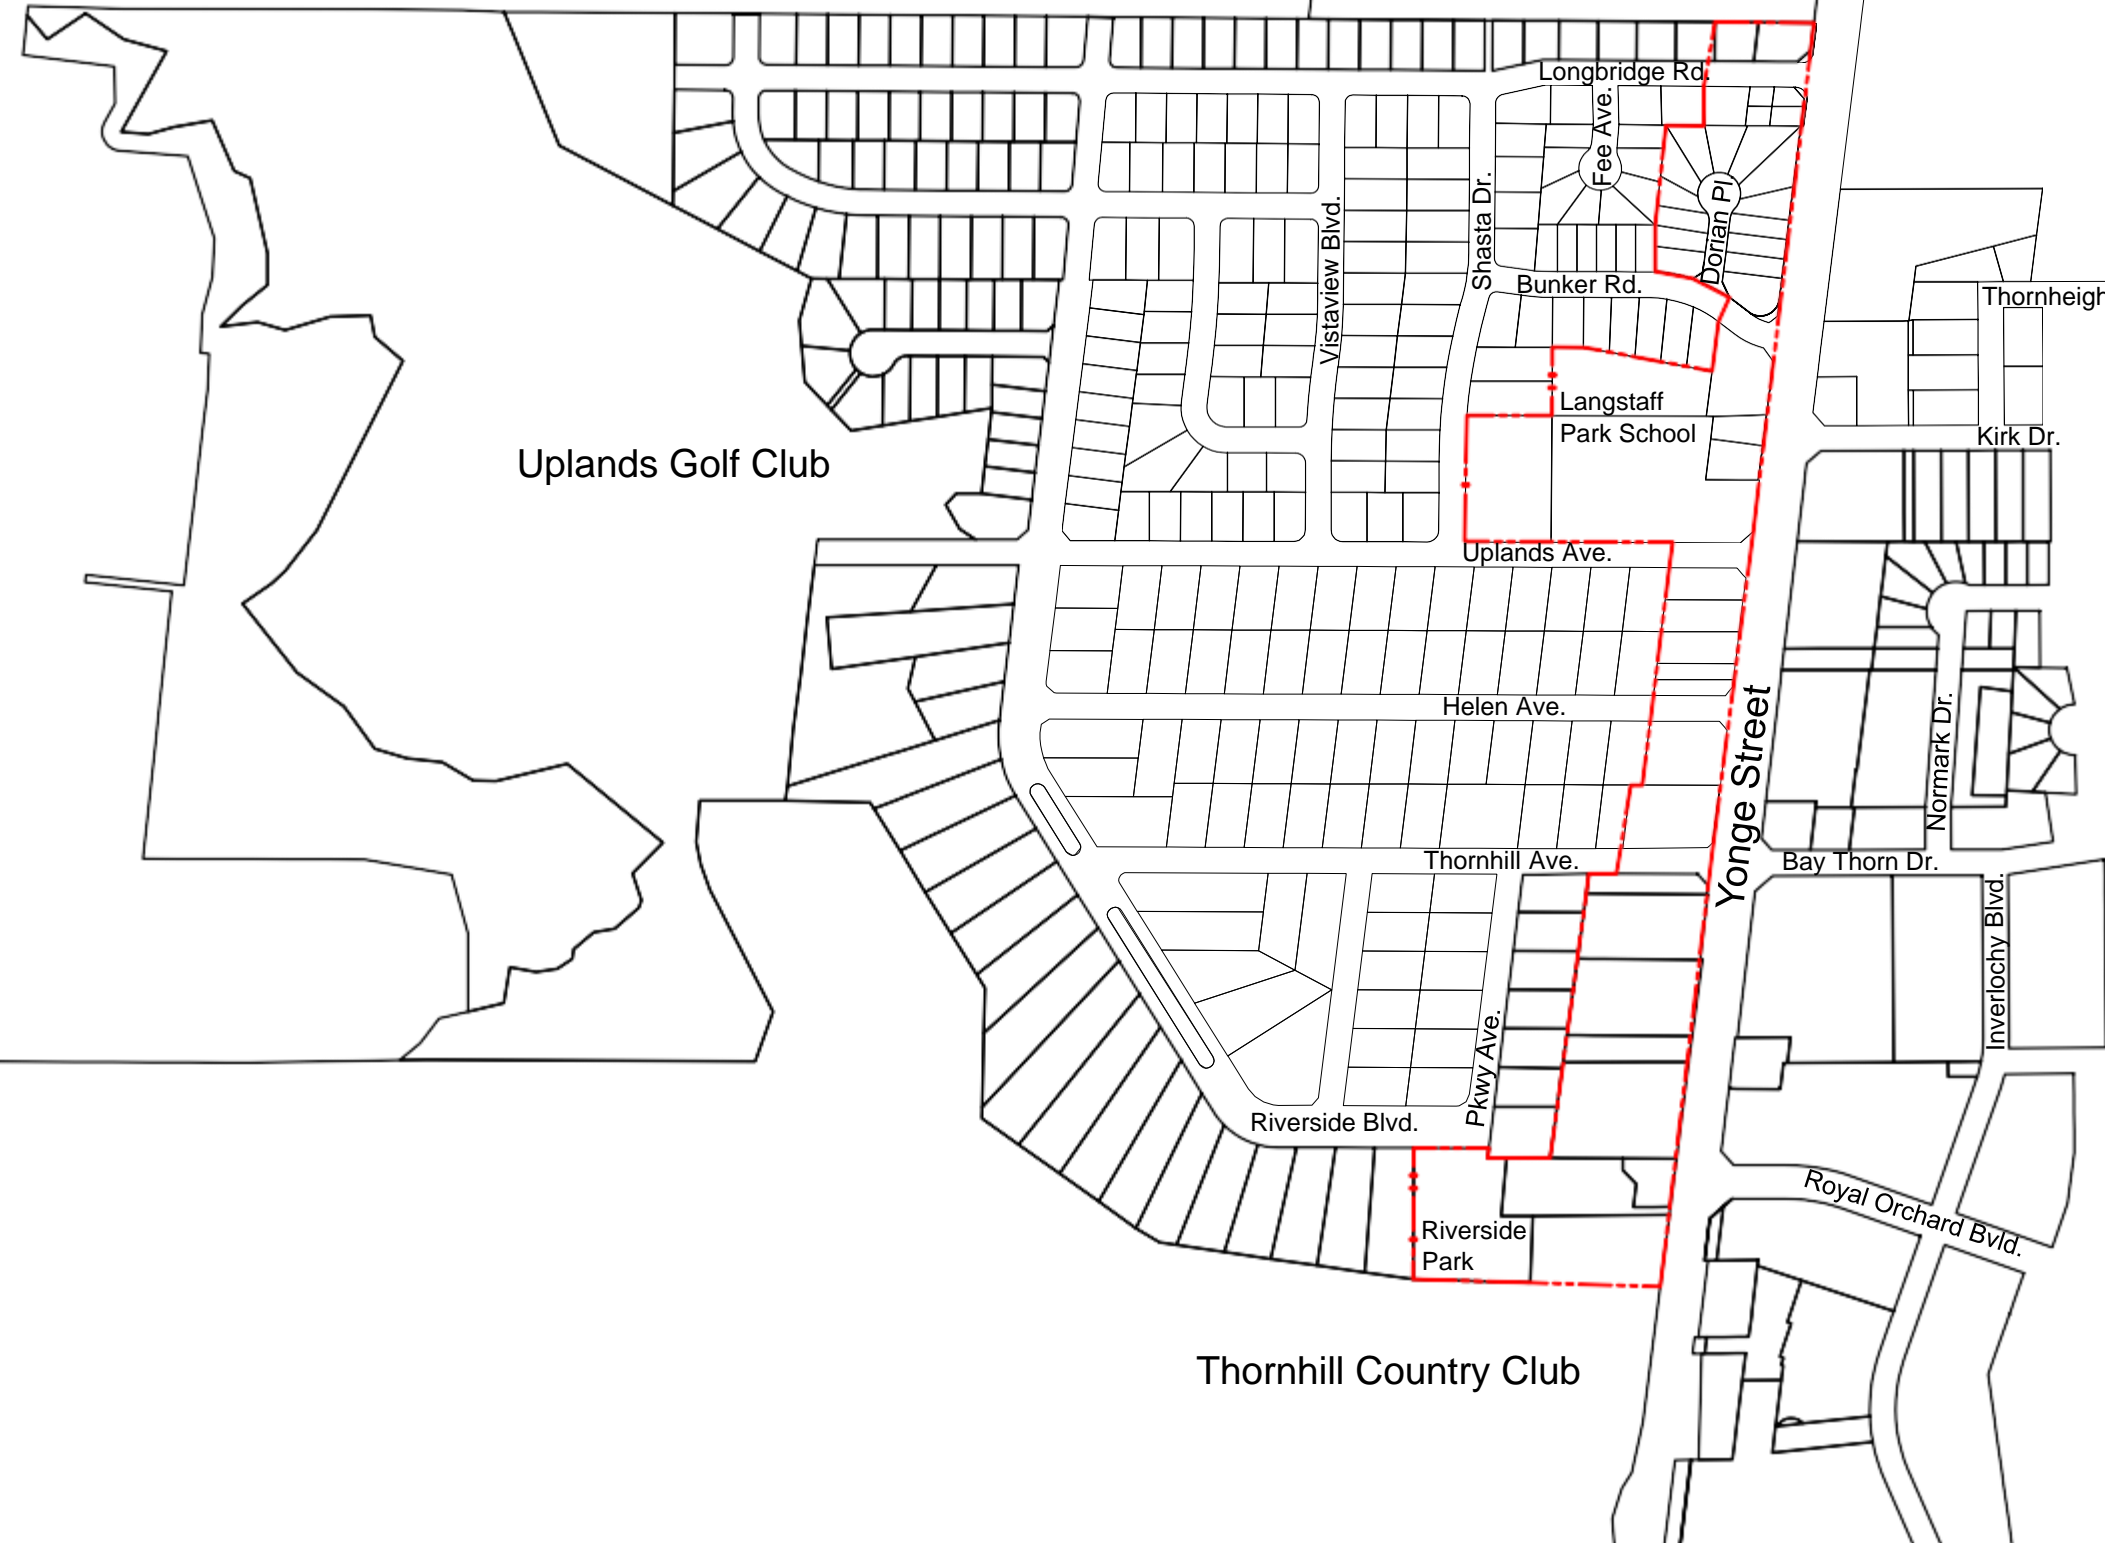 Longbridge Rd.
Fee Ave.
Dorian Pl.
Shasta Dr.
Vistaview Blvd.
Bunker Rd.
Thornheigh
Langstaff
Park School
Kirk Dr.
Uplands Golf Club
Uplands Ave.
Helen Ave.
Yonge Street
Normark Dr.
Thornhill Ave.
Bay Thorn Dr.
Inverlochy Blvd.
Pkwy Ave.
Riverside Blvd.
Royal Orchard Bvld.
Riverside
Park
Thornhill Country Club